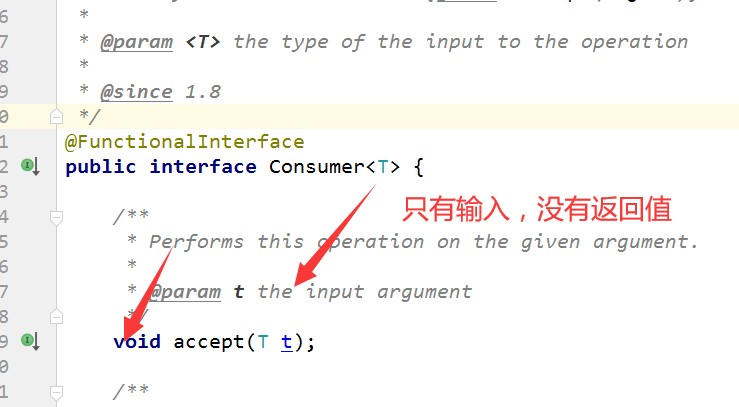 6 *
7 * @param <T> the type of the input to the operation
8 *
9 * @since 1.8
0 */
1 @FunctionalInterface
2 public interface Consumer<T> {
3
只有输入，没有返回值
4 /**
5 * Performs this operation on the given argument.
6 *
7 * @param t the input argument
8 */
9 void accept(T t);
0
1 /**